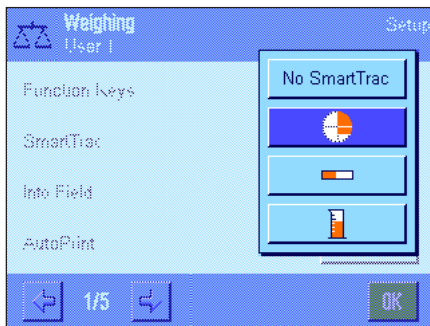 Weighing
User 1
Setup
No SmartTrac
Function Keys
SmartTrac
Info Field
AutoPrint
1/5
OK